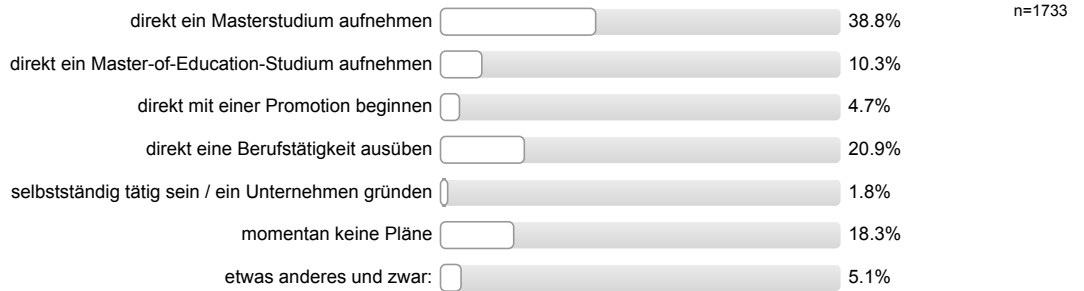 direkt ein Masterstudium aufnehmen 38.8% n=1733
direkt ein Master-of-Education-Studium aufnehmen 10.3%
direkt mit einer Promotion beginnen 4.7%
direkt eine Berufstätigkeit ausüben 20.9%
selbstständig tätig sein / ein Unternehmen gründen 1.8%
momentan keine Pläne 18.3%
etwas anderes und zwar: 5.1%